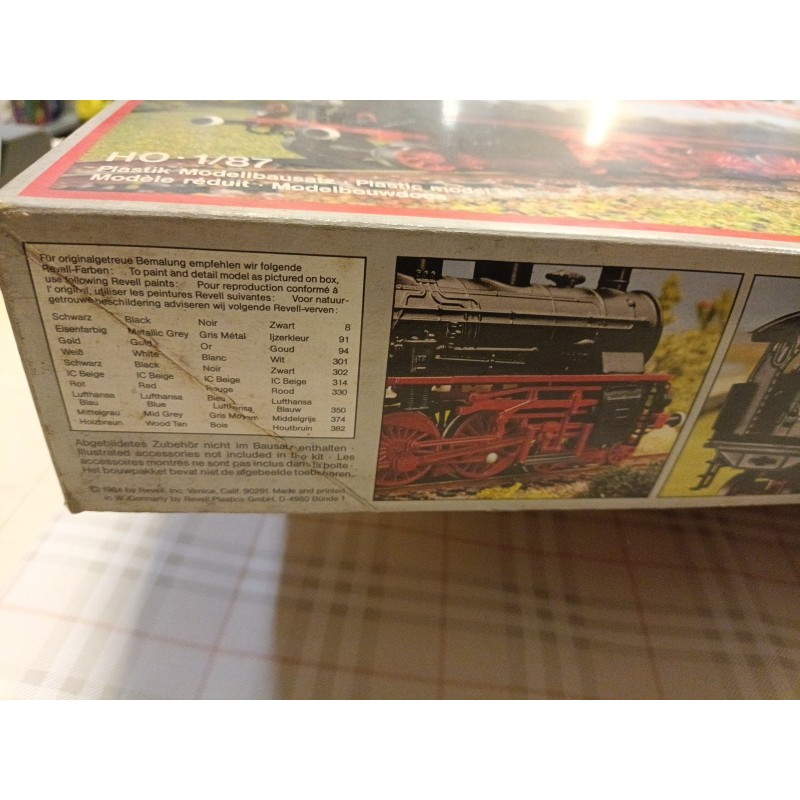 HO · 1/87
Plastik Modellbausatz · Plastic model
Modèle réduit · Modelbouwdoos
Für originalgetreue Bemalung empfehlen wir folgende
Revell-Farben: To paint and detail model as pictured on box,
use following Revell paints: Pour reproduction conforme à
l'original, utiliser les peintures Revell suivantes: Voor natuur-
getrouwe beschildering adviseren wij volgende Revell-verven:
Schwarz Black Noir Zwart 8
Eisenfarbig Metallic Grey Gris Métal Ijzerkleur 91
Gold Gold Or Goud 94
Weiß White Blanc Wit 301
Schwarz Black Noir Zwart 302
IC Beige IC Beige IC Beige IC Beige 314
Rot Red Rouge Rood 330
Lufthansa Lufthansa Bleu Lufthansa
Blau Blue Lufthansa Blauw 350
Mittelgrau Mid Grey Gris Moyen Middelgrijs 374
Holzbraun Wood Tan Bois Houtbruin 382
Abgebildetes Zubehör nicht im Bausatz enthalten ·
Illustrated accessories not included in the kit · Les
accessoires montrés ne sont pas inclus dans la boîte
Het bouwpakket bevat niet de afgebeelde toebehoren.
© 1984 by Revell, Inc. Venice, Calif. 90291. Made and printed
in W.-Germany by Revell Plastics GmbH, D-4980 Bünde 1